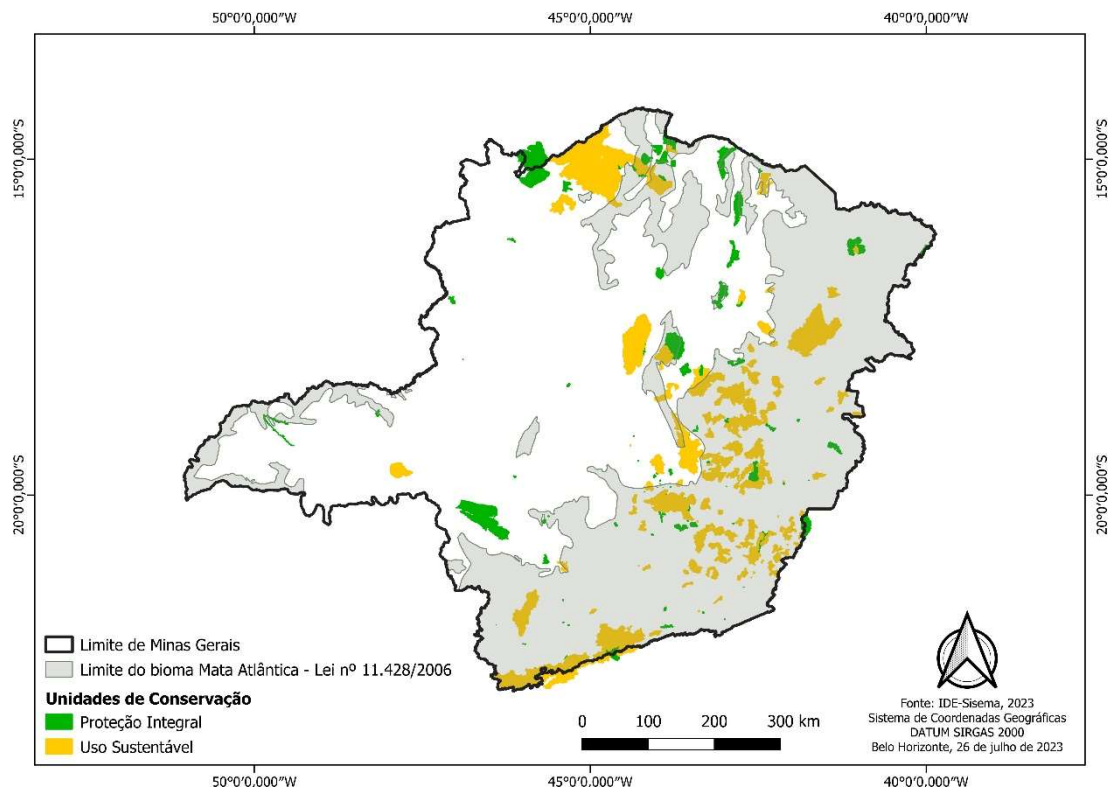 50°0'0,000"W
45°0'0,000"W
40°0'0,000"W
15°0'0,000"S
15°0'0,000"S
20°0'0,000"S
20°0'0,000"S
Limite de Minas Gerais
Limite do bioma Mata Atlântica - Lei nº 11.428/2006
Unidades de Conservação
Proteção Integral
Uso Sustentável
0 100 200 300 km
Fonte: IDE-Sisema, 2023
Sistema de Coordenadas Geográficas
DATUM SIRGAS 2000
Belo Horizonte, 26 de julho de 2023
50°0'0,000"W
45°0'0,000"W
40°0'0,000"W